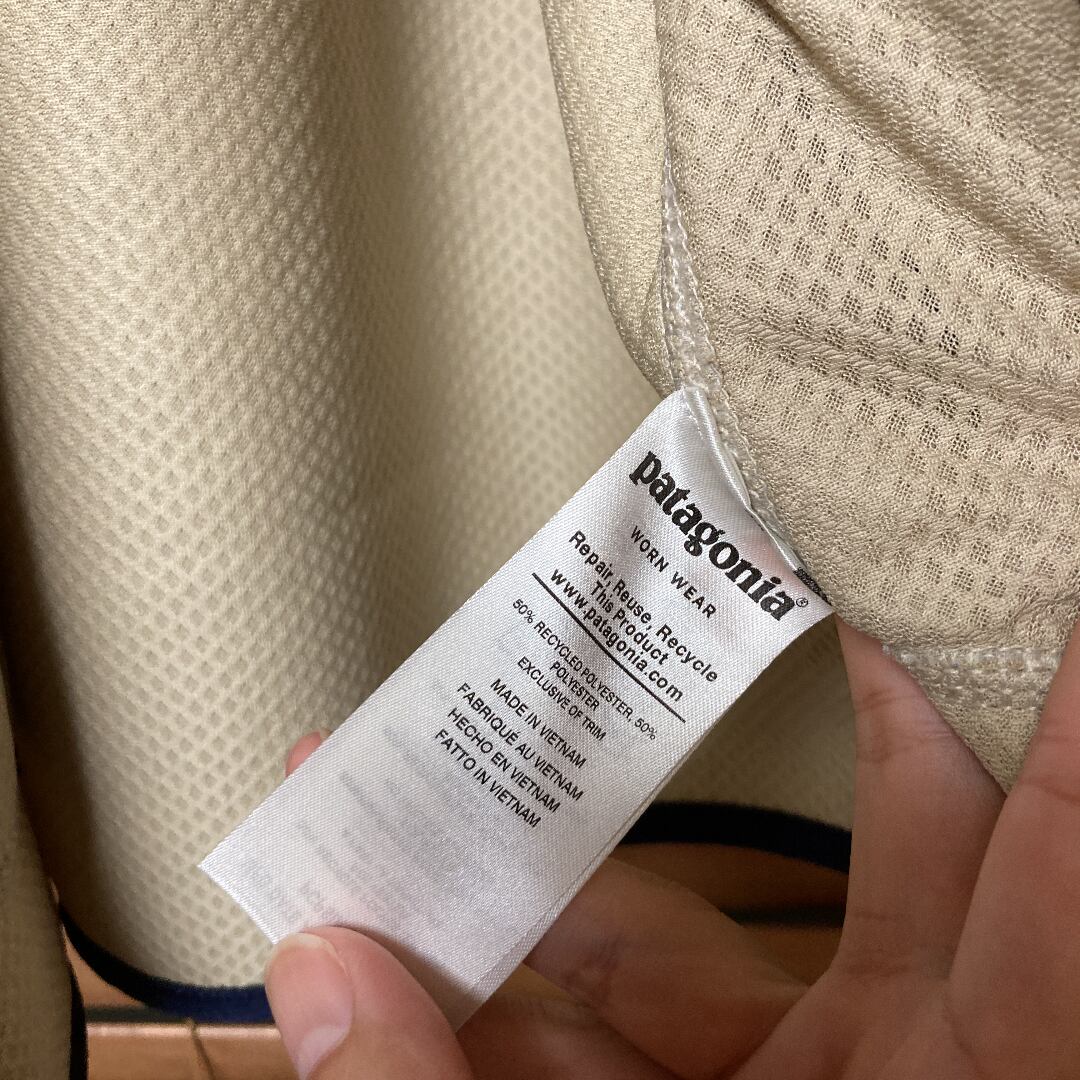 patagonia®
WORN WEAR
Repair, Reuse, Recycle
This Product
www.patagonia.com
50% RECYCLED POLYESTER, 50%
POLYESTER
EXCLUSIVE OF TRIM
MADE IN VIETNAM
FABRIQUÉ AU VIETNAM
HECHO EN VIETNAM
FATTO IN VIETNAM